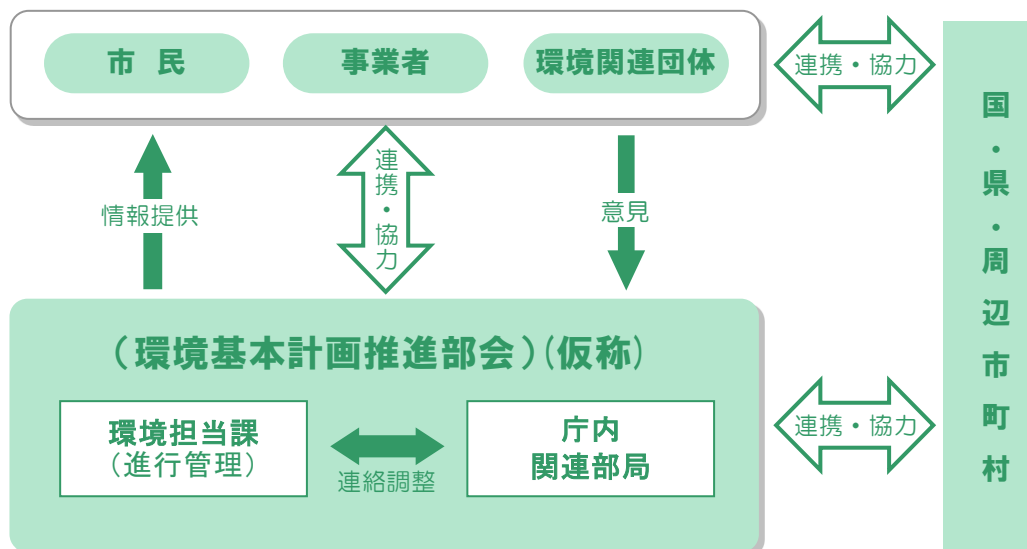 市 民
事業者
環境関連団体
連携・協力
情報提供
連携・協力
意見
国・県・周辺市町村
（環境基本計画推進部会）(仮称)
環境担当課
（進行管理）
連絡調整
庁内
関連部局
連携・協力